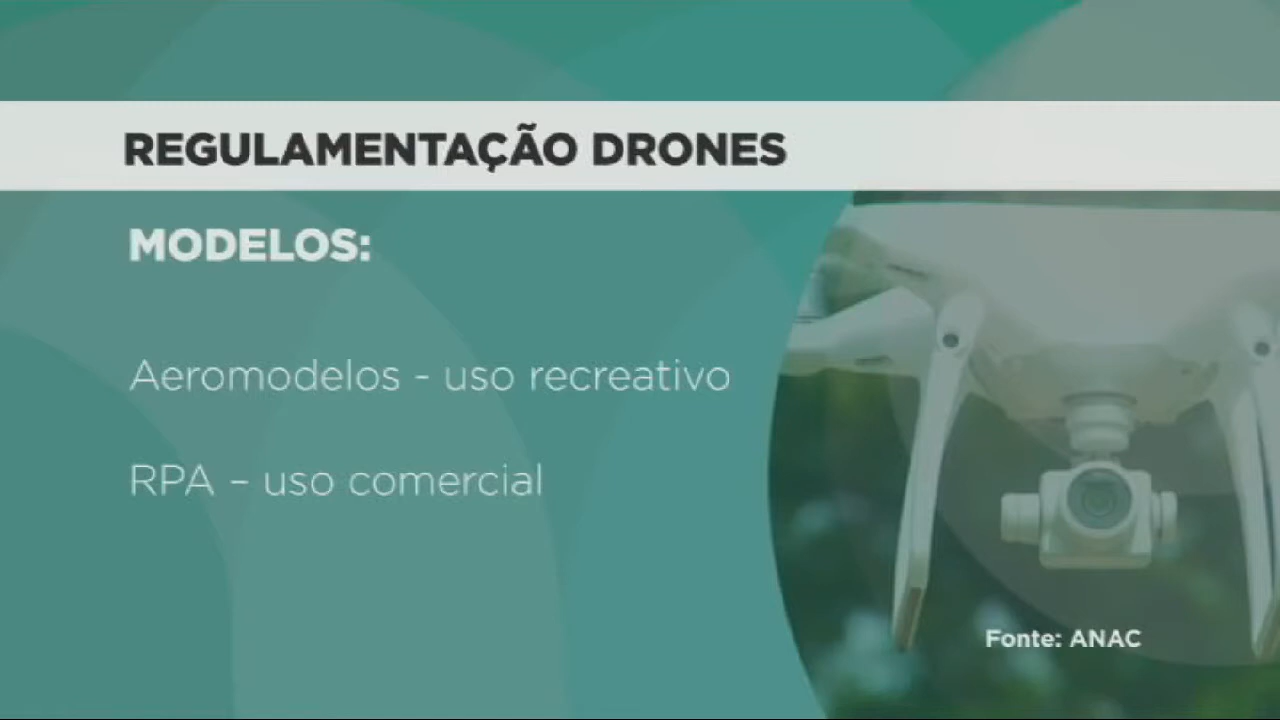 REGULAMENTAÇÃO DRONES
MODELOS:
Aeromodelos - uso recreativo
RPA – uso comercial
Fonte: ANAC